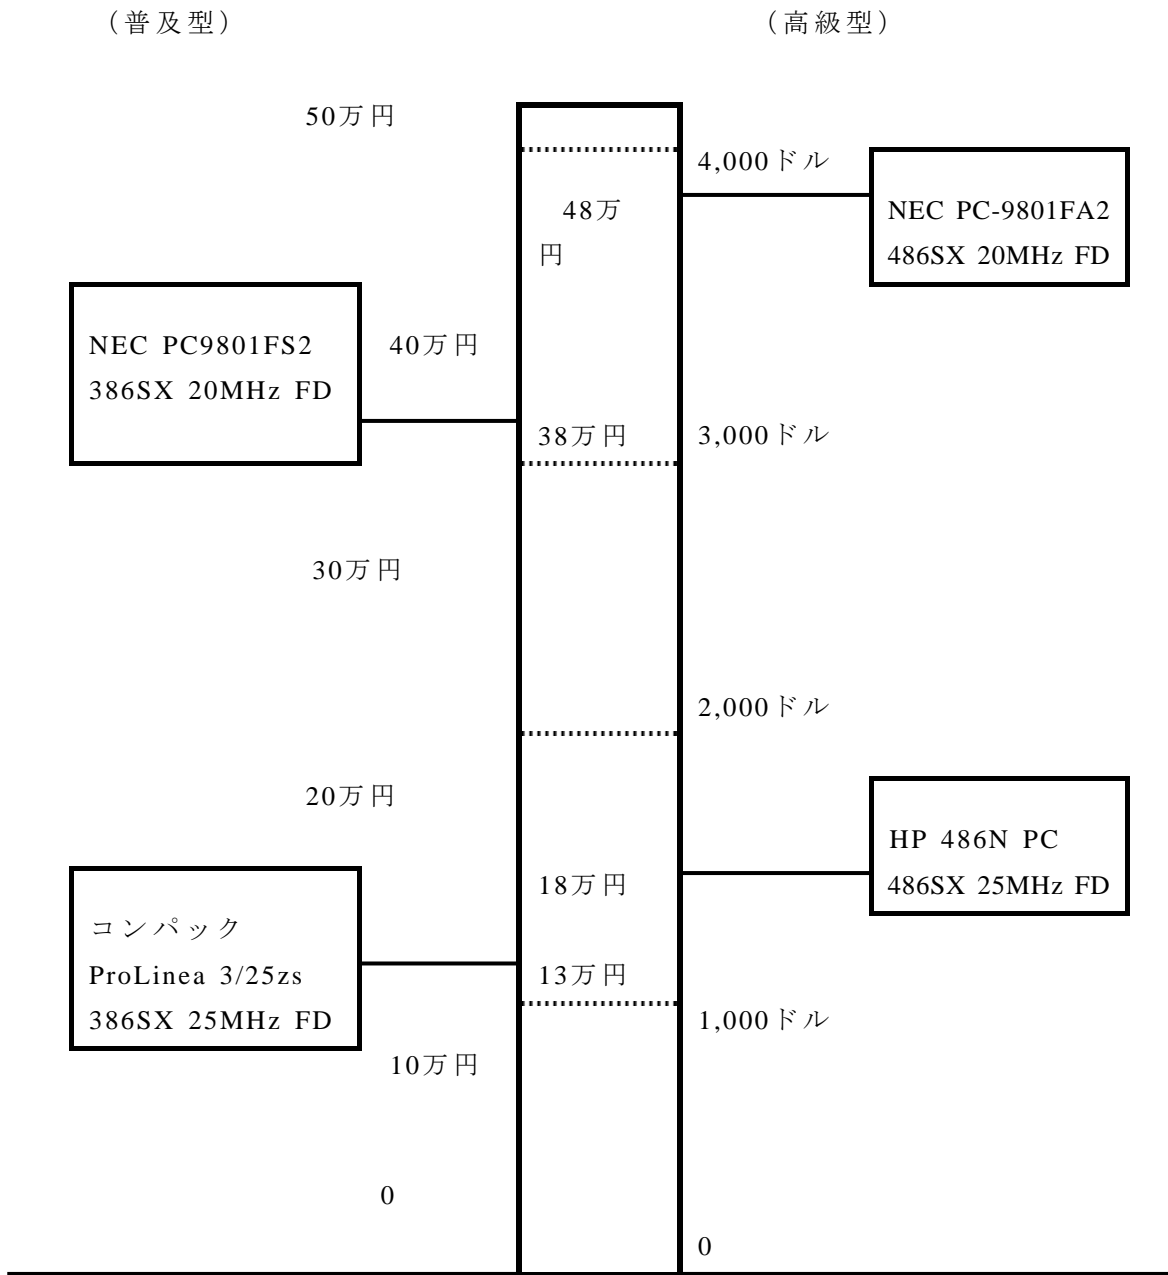 （普及型）
（高級型）
50万円
4,000ドル
48万
円
NEC PC-9801FA2
486SX 20MHz FD
NEC PC9801FS2
386SX 20MHz FD
40万円
38万円
3,000ドル
30万円
2,000ドル
20万円
HP 486N PC
486SX 25MHz FD
18万円
コンパック
ProLinea 3/25zs
386SX 25MHz FD
13万円
1,000ドル
10万円
0
0